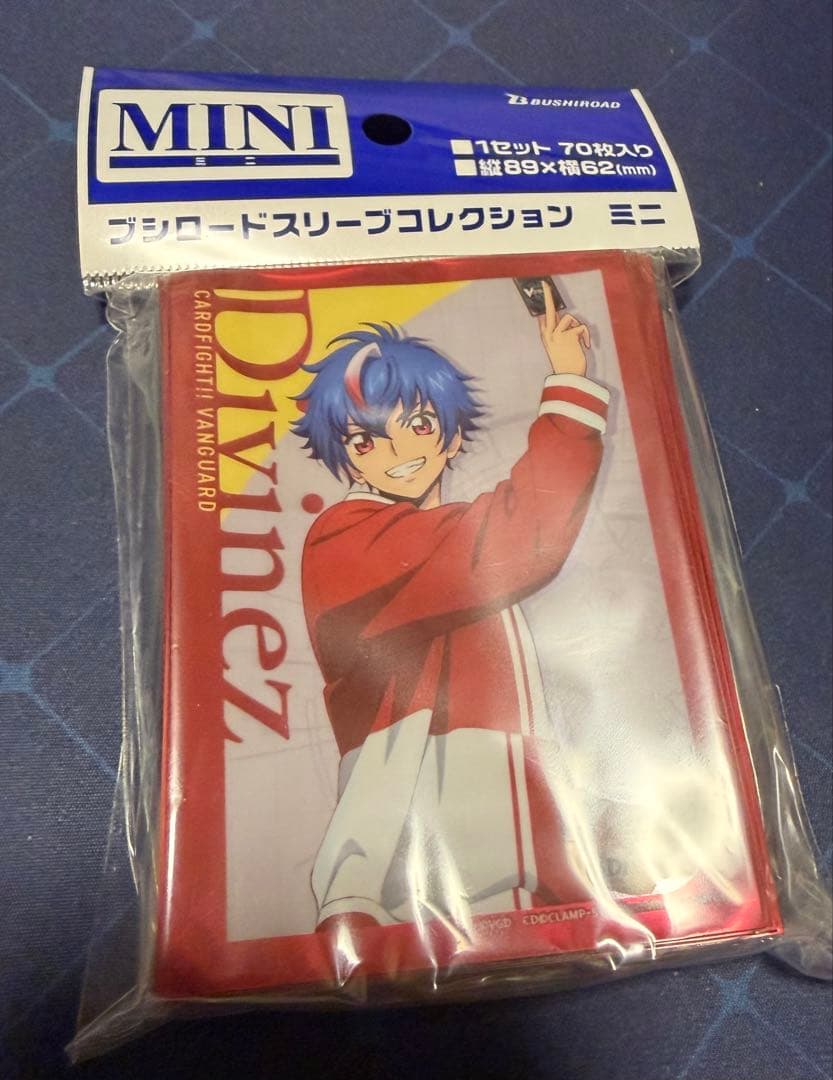 MINI
ミニ
BUSHIROAD
■1セット 70枚入り
■縦89×横62(mm)
ブシロードスリーブコレクション ミニ
Divinez
CARDFIGHT!! VANGUARD
CD©CLAMP-S